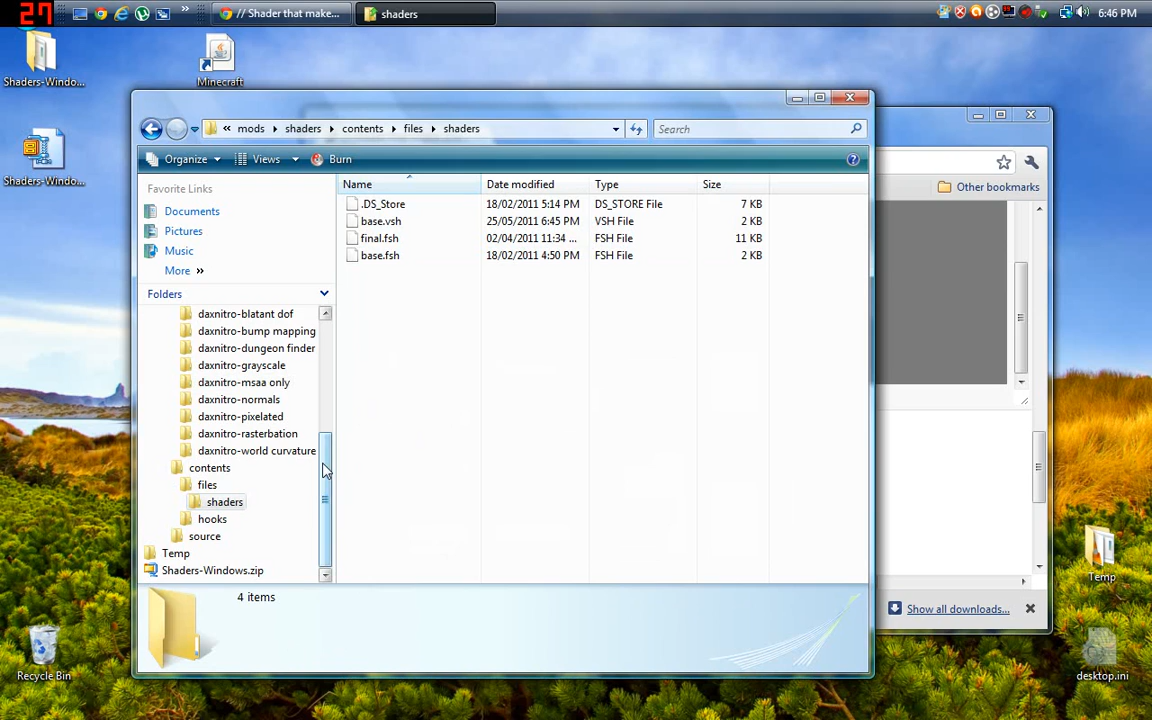 27
// Shader that make...
shaders
6:46 PM
Shaders-Windo...
Minecraft
Shaders-Windo...
« mods shaders contents files shaders
Search
Organize Views Burn
Other bookmarks
Favorite Links
Documents
Pictures
Music
More »
Folders
daxnitro-blatant dof
daxnitro-bump mapping
daxnitro-dungeon finder
daxnitro-grayscale
daxnitro-msaa only
daxnitro-normals
daxnitro-pixelated
daxnitro-rasterbation
daxnitro-world curvature
contents
files
shaders
hooks
source
Temp
Shaders-Windows.zip
Name Date modified Type Size
.DS_Store 18/02/2011 5:14 PM DS_STORE File 7 KB
base.vsh 25/05/2011 6:45 PM VSH File 2 KB
final.fsh 02/04/2011 11:34 ... FSH File 11 KB
base.fsh 18/02/2011 4:50 PM FSH File 2 KB
4 items
Show all downloads...
Temp
Recycle Bin
desktop.ini